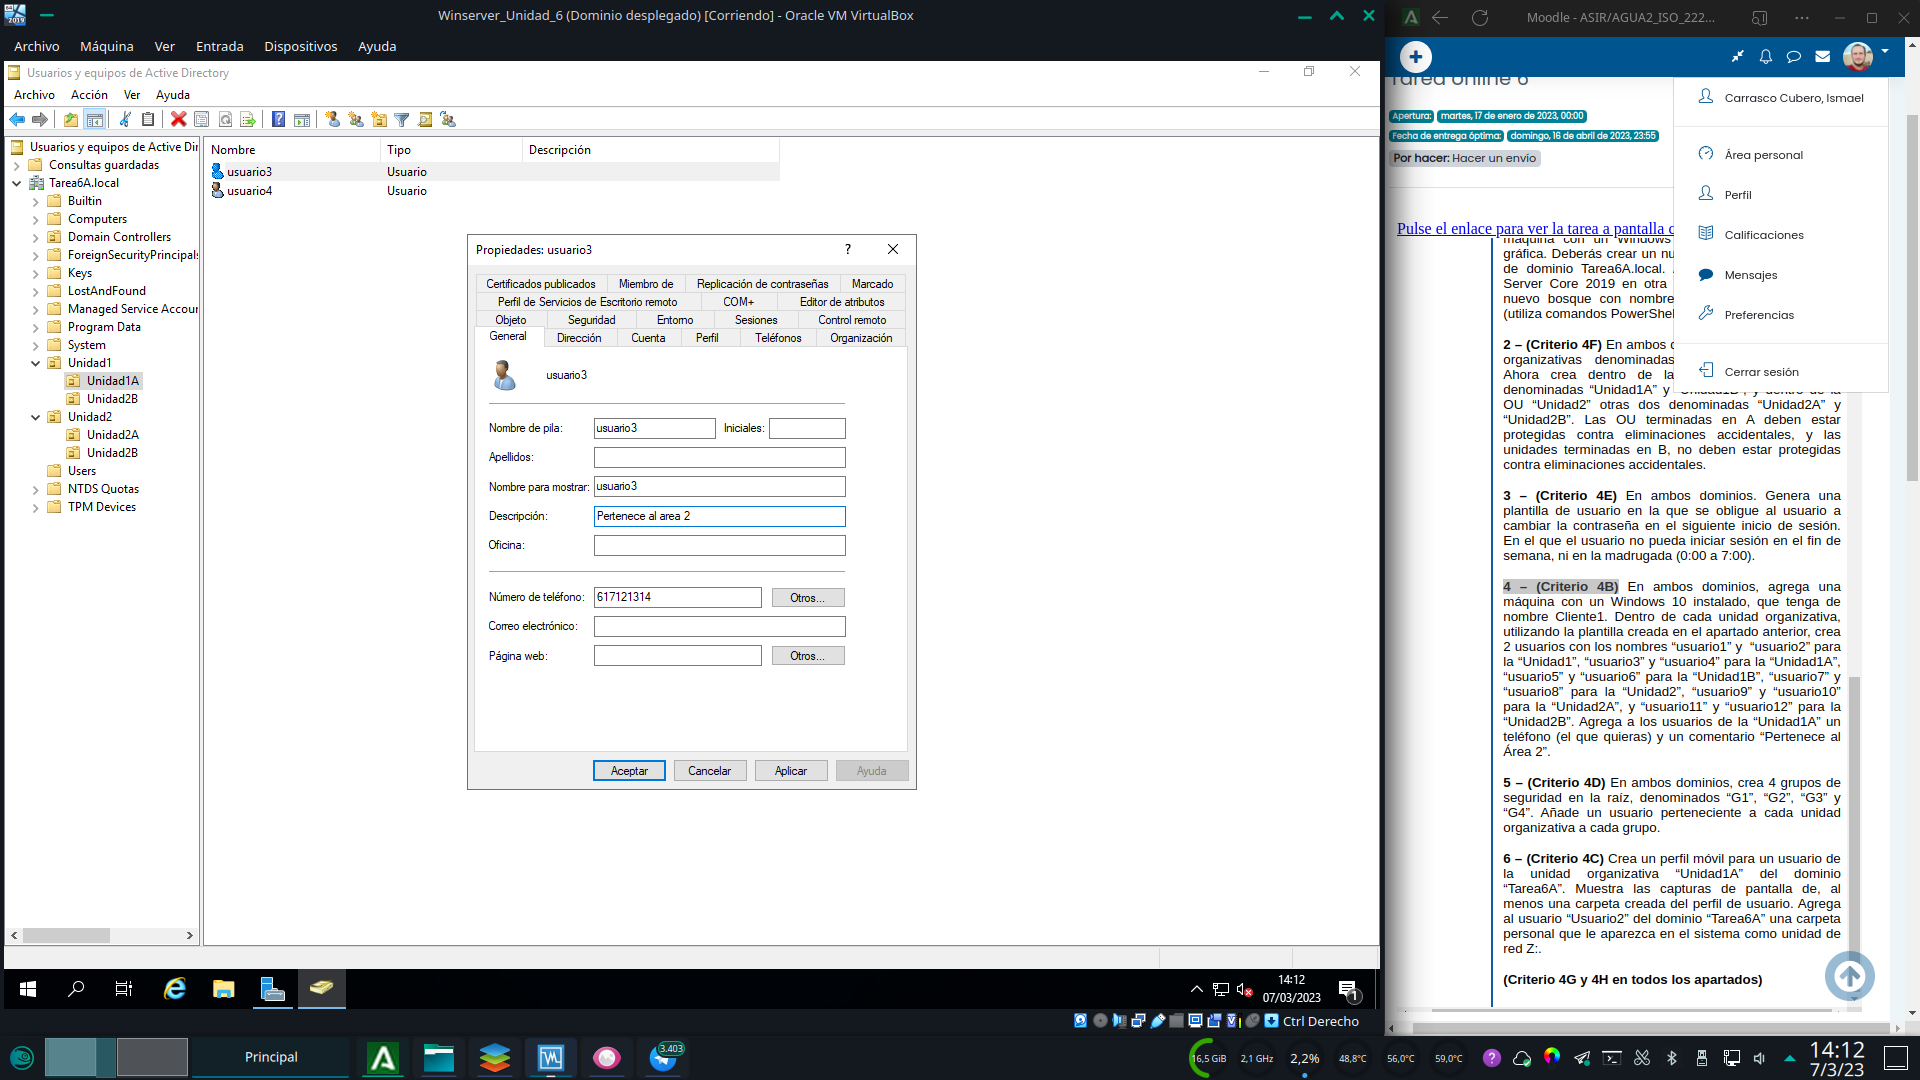 Winserver_Unidad_6 (Dominio desplegado) [Corriendo] - Oracle VM VirtualBox
Archivo Máquina Ver Entrada Dispositivos Ayuda
Usuarios y equipos de Active Directory
Archivo Acción Ver Ayuda
Usuarios y equipos de Active Dir
Consultas guardadas
Tarea6A.local
Builtin
Computers
Domain Controllers
ForeignSecurityPrincipals
Keys
LostAndFound
Managed Service Accour
Program Data
System
Unidad1
Unidad1A
Unidad2B
Unidad2
Unidad2A
Unidad2B
Users
NTDS Quotas
TPM Devices
Nombre Tipo Descripción
usuario3 Usuario
usuario4 Usuario
Propiedades: usuario3 ?
Certificados publicados Miembro de Replicación de contraseñas Marcado
Perfil de Servicios de Escritorio remoto COM+ Editor de atributos
Objeto Seguridad Entorno Sesiones Control remoto
General Dirección Cuenta Perfil Teléfonos Organización
usuario3
Nombre de pila: usuario3 Iniciales:
Apellidos:
Nombre para mostrar: usuario3
Descripción: Pertenece al area 2
Oficina:
Número de teléfono: 617121314 Otros...
Correo electrónico:
Página web: Otros...
Aceptar Cancelar Aplicar Ayuda
14:12
07/03/2023
1
Ctrl Derecho
Moodle - ASIR/AGUA2_ISO_222...
Tarea online 6
Apertura: martes, 17 de enero de 2023, 00:00
Fecha de entrega óptima: domingo, 16 de abril de 2023, 23:55
Por hacer: Hacer un envío
Pulse el enlace para ver la tarea a pantalla c
Carrasco Cubero, Ismael
Área personal
Perfil
Calificaciones
Mensajes
Preferencias
Cerrar sesión
máquina con un Windows
gráfica. Deberás crear un nu
de dominio Tarea6A.local.
Server Core 2019 en otra
nuevo bosque con nombre
(utiliza comandos PowerShel
2 – (Criterio 4F) En ambos d
organizativas denominadas
Ahora crea dentro de la
denominadas “Unidad1A” y “Unidad1B”, y dentro de la
OU “Unidad2” otras dos denominadas “Unidad2A” y
“Unidad2B”. Las OU terminadas en A deben estar
protegidas contra eliminaciones accidentales, y las
unidades terminadas en B, no deben estar protegidas
contra eliminaciones accidentales.
3 – (Criterio 4E) En ambos dominios. Genera una
plantilla de usuario en la que se obligue al usuario a
cambiar la contraseña en el siguiente inicio de sesión.
En el que el usuario no pueda iniciar sesión en el fin de
semana, ni en la madrugada (0:00 a 7:00).
4 – (Criterio 4B) En ambos dominios, agrega una
máquina con un Windows 10 instalado, que tenga de
nombre Cliente1. Dentro de cada unidad organizativa,
utilizando la plantilla creada en el apartado anterior, crea
2 usuarios con los nombres “usuario1” y “usuario2” para
la “Unidad1”, “usuario3” y “usuario4” para la “Unidad1A”,
“usuario5” y “usuario6” para la “Unidad1B”, “usuario7” y
“usuario8” para la “Unidad2”, “usuario9” y “usuario10”
para la “Unidad2A”, y “usuario11” y “usuario12” para la
“Unidad2B”. Agrega a los usuarios de la “Unidad1A” un
teléfono (el que quieras) y un comentario “Pertenece al
Área 2”.
5 – (Criterio 4D) En ambos dominios, crea 4 grupos de
seguridad en la raíz, denominados “G1”, “G2”, “G3” y
“G4”. Añade un usuario perteneciente a cada unidad
organizativa a cada grupo.
6 – (Criterio 4C) Crea un perfil móvil para un usuario de
la unidad organizativa “Unidad1A” del dominio
“Tarea6A”. Muestra las capturas de pantalla de, al
menos una carpeta creada del perfil de usuario. Agrega
al usuario “Usuario2” del dominio “Tarea6A” una carpeta
personal que le aparezca en el sistema como unidad de
red Z:.
(Criterio 4G y 4H en todos los apartados)
Principal
3.403
16,5 GiB 2,1 GHz 2,2% 48,8°C 56,0°C 59,0°C
14:12
7/3/23